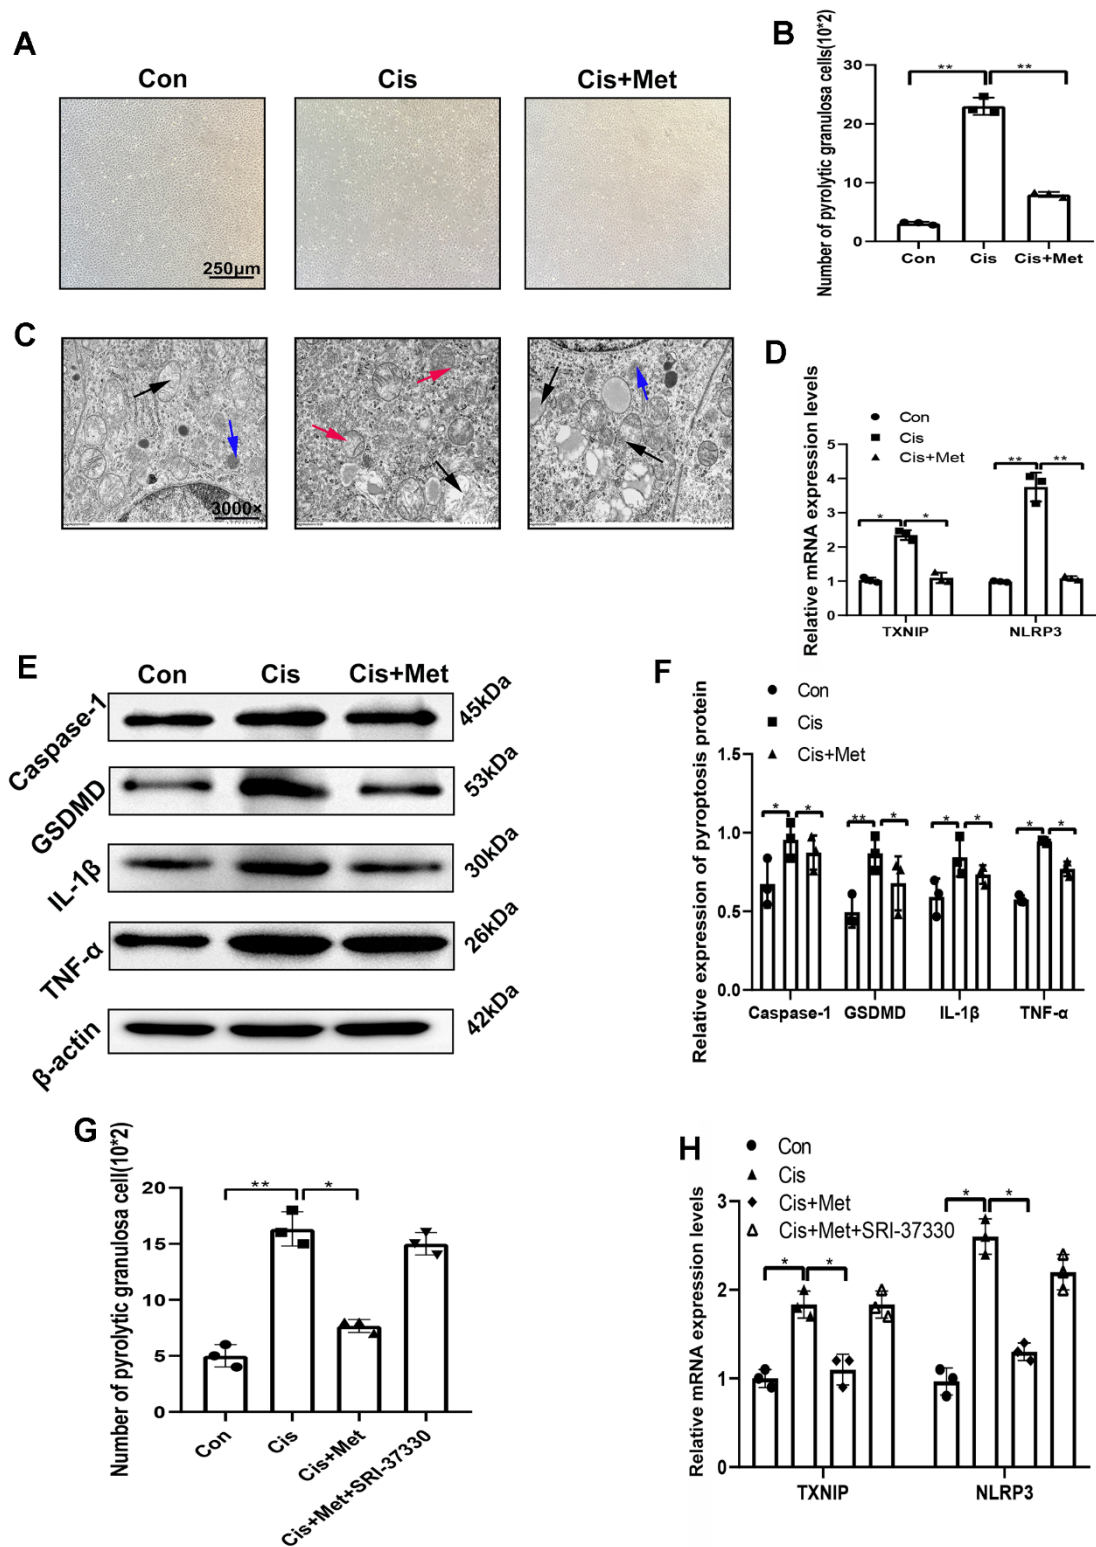 A
Con
Cis
Cis+Met
250µm
B
Number of pyrolytic granulosa cells(10*2)
30
20
10
0
**
**
Con
Cis
Cis+Met
C
3000×
D
Relative mRNA expression levels
Con
Cis
Cis+Met
5
4
3
2
1
0
*
*
**
**
TXNIP
NLRP3
E
Con
Cis
Cis+Met
Caspase-1
45kDa
GSDMD
53kDa
IL-1β
30kDa
TNF-α
26kDa
β-actin
42kDa
F
Relative expression of pyroptosis protein
Con
Cis
Cis+Met
1.5
1.0
0.5
0.0
*
*
**
*
*
*
*
*
Caspase-1
GSDMD
IL-1β
TNF-α
G
Number of pyrolytic granulosa cell(10*2)
20
15
10
5
0
**
*
Con
Cis
Cis+Met
Cis+Met+SRI-37330
H
Relative mRNA expression levels
Con
Cis
Cis+Met
Cis+Met+SRI-37330
3
2
1
0
*
*
*
*
TXNIP
NLRP3